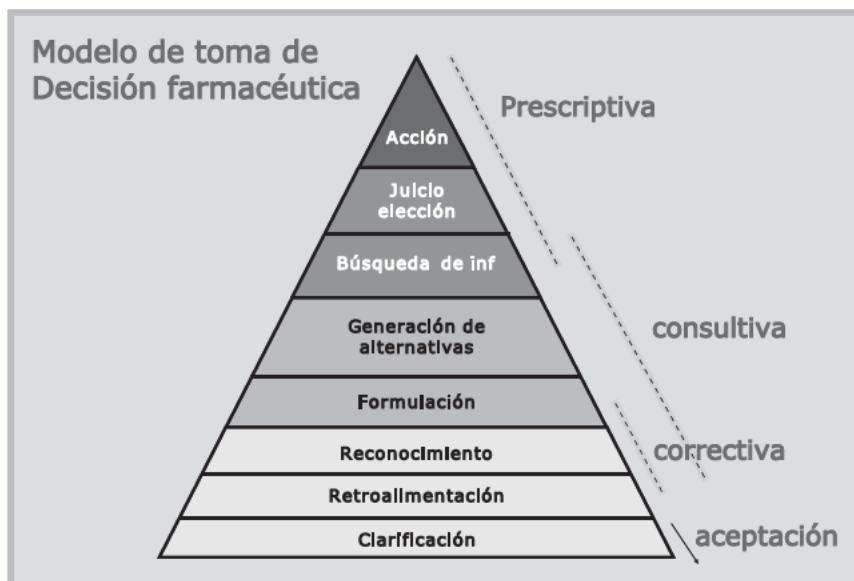 Modelo de toma de
Decisión farmacéutica
Prescriptiva
Acción
Juicio
elección
Búsqueda de inf
Generación de
alternativas
consultiva
Formulación
Reconocimiento
correctiva
Retroalimentación
Clarificación
aceptación